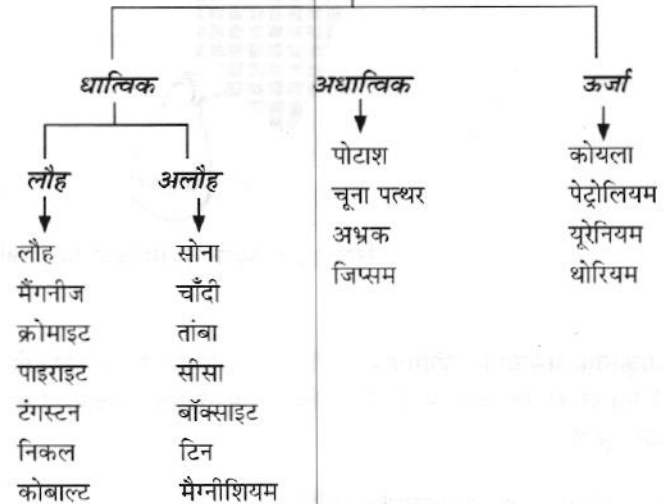 धात्विक
अधात्विक
ऊर्जा
लौह
अलौह
लौह
मैंगनीज
क्रोमाइट
पाइराइट
टंगस्टन
निकल
कोबाल्ट
सोना
चाँदी
तांबा
सीसा
बॉक्साइट
टिन
मैग्नीशियम
पोटाश
चूना पत्थर
अभ्रक
जिप्सम
कोयला
पेट्रोलियम
यूरेनियम
थोरियम